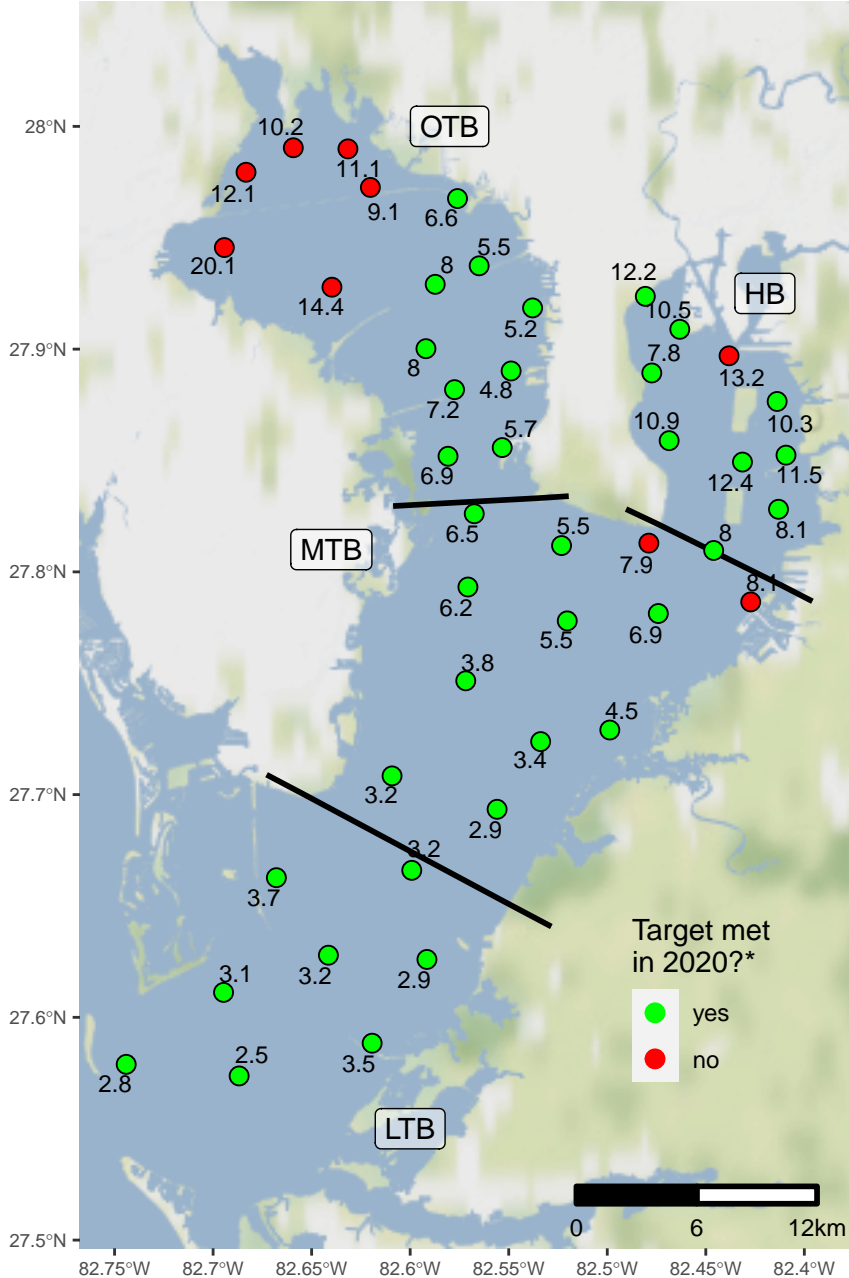 28°N
27.9°N
27.8°N
27.7°N
27.6°N
27.5°N
OTB
10.2
11.1
12.1
9.1
6.6
20.1
5.5
8
14.4
12.2
HB
10.5
5.2
8
4.8
7.8
13.2
7.2
10.9
10.3
5.7
6.9
12.4
11.5
6.5
MTB
5.5
7.9
8
8.1
8.1
6.2
5.5
6.9
3.8
4.5
3.4
3.2
2.9
3.2
3.7
3.2
2.9
3.1
3.5
2.8
2.5
LTB
Target met
in 2020?*
yes
no
0 6 12km
82.75°W 82.7°W 82.65°W 82.6°W 82.55°W 82.5°W 82.45°W 82.4°W